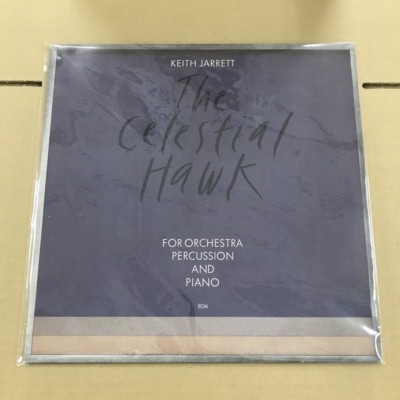 KEITH JARRETT
The
Celestial
Hawk
FOR ORCHESTRA
PERCUSSION
AND
PIANO
ECM